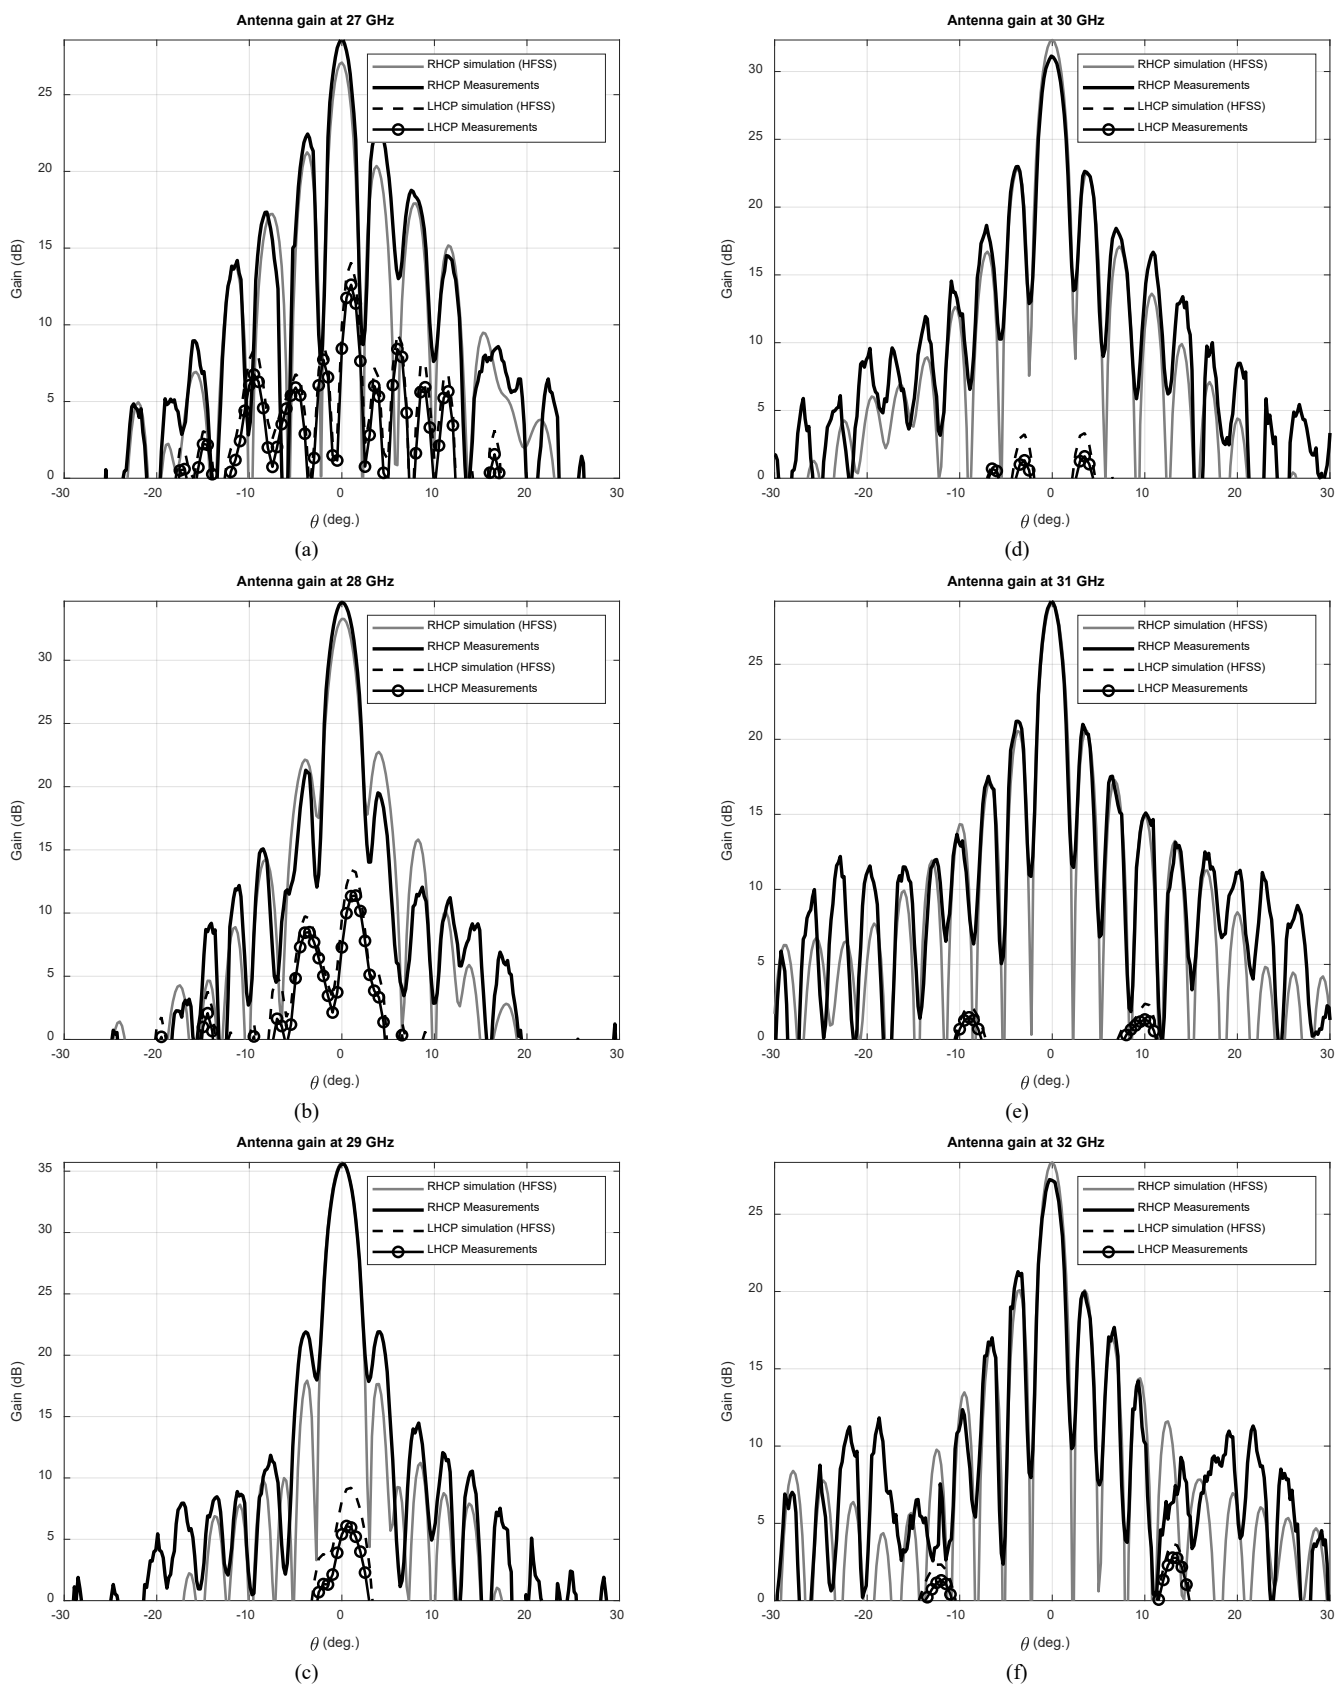 Antenna gain at 27 GHz
RHCP simulation (HFSS)
RHCP Measurements
LHCP simulation (HFSS)
LHCP Measurements
25
20
15
10
5
0
Gain (dB)
-30 -20 -10 0 10 20 30
θ (deg.)
(a)
Antenna gain at 28 GHz
RHCP simulation (HFSS)
RHCP Measurements
LHCP simulation (HFSS)
LHCP Measurements
30
25
20
15
10
5
0
Gain (dB)
-30 -20 -10 0 10 20 30
θ (deg.)
(b)
Antenna gain at 29 GHz
RHCP simulation (HFSS)
RHCP Measurements
LHCP simulation (HFSS)
LHCP Measurements
35
30
25
20
15
10
5
0
Gain (dB)
-30 -20 -10 0 10 20 30
θ (deg.)
(c)
Antenna gain at 30 GHz
RHCP simulation (HFSS)
RHCP Measurements
LHCP simulation (HFSS)
LHCP Measurements
30
25
20
15
10
5
0
Gain (dB)
-30 -20 -10 0 10 20 30
θ (deg.)
(d)
Antenna gain at 31 GHz
RHCP simulation (HFSS)
RHCP Measurements
LHCP simulation (HFSS)
LHCP Measurements
25
20
15
10
5
0
Gain (dB)
-30 -20 -10 0 10 20 30
θ (deg.)
(e)
Antenna gain at 32 GHz
RHCP simulation (HFSS)
RHCP Measurements
LHCP simulation (HFSS)
LHCP Measurements
25
20
15
10
5
0
Gain (dB)
-30 -20 -10 0 10 20 30
θ (deg.)
(f)